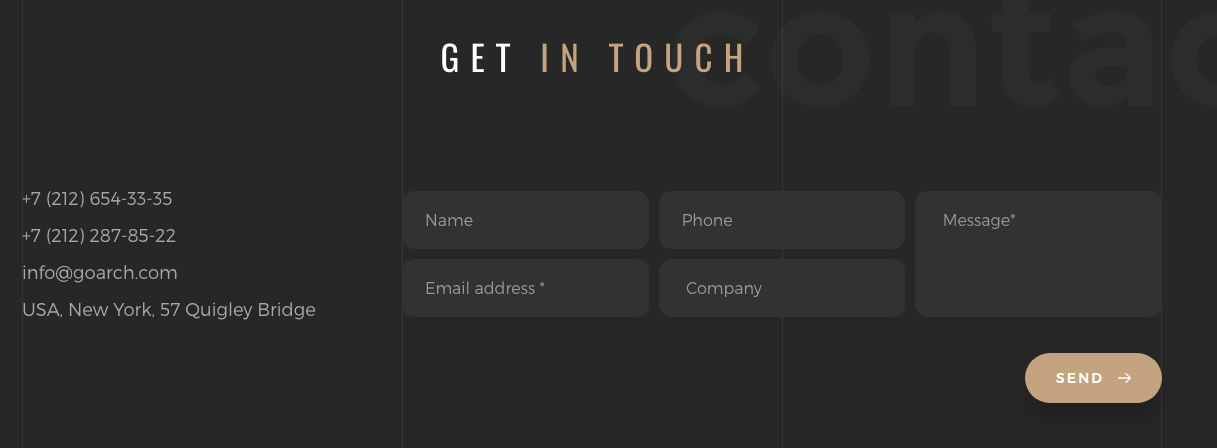 contac
GET IN TOUCH
+7 (212) 654-33-35
+7 (212) 287-85-22
info@goarch.com
USA, New York, 57 Quigley Bridge
Name
Phone
Message*
Email address *
Company
SEND →